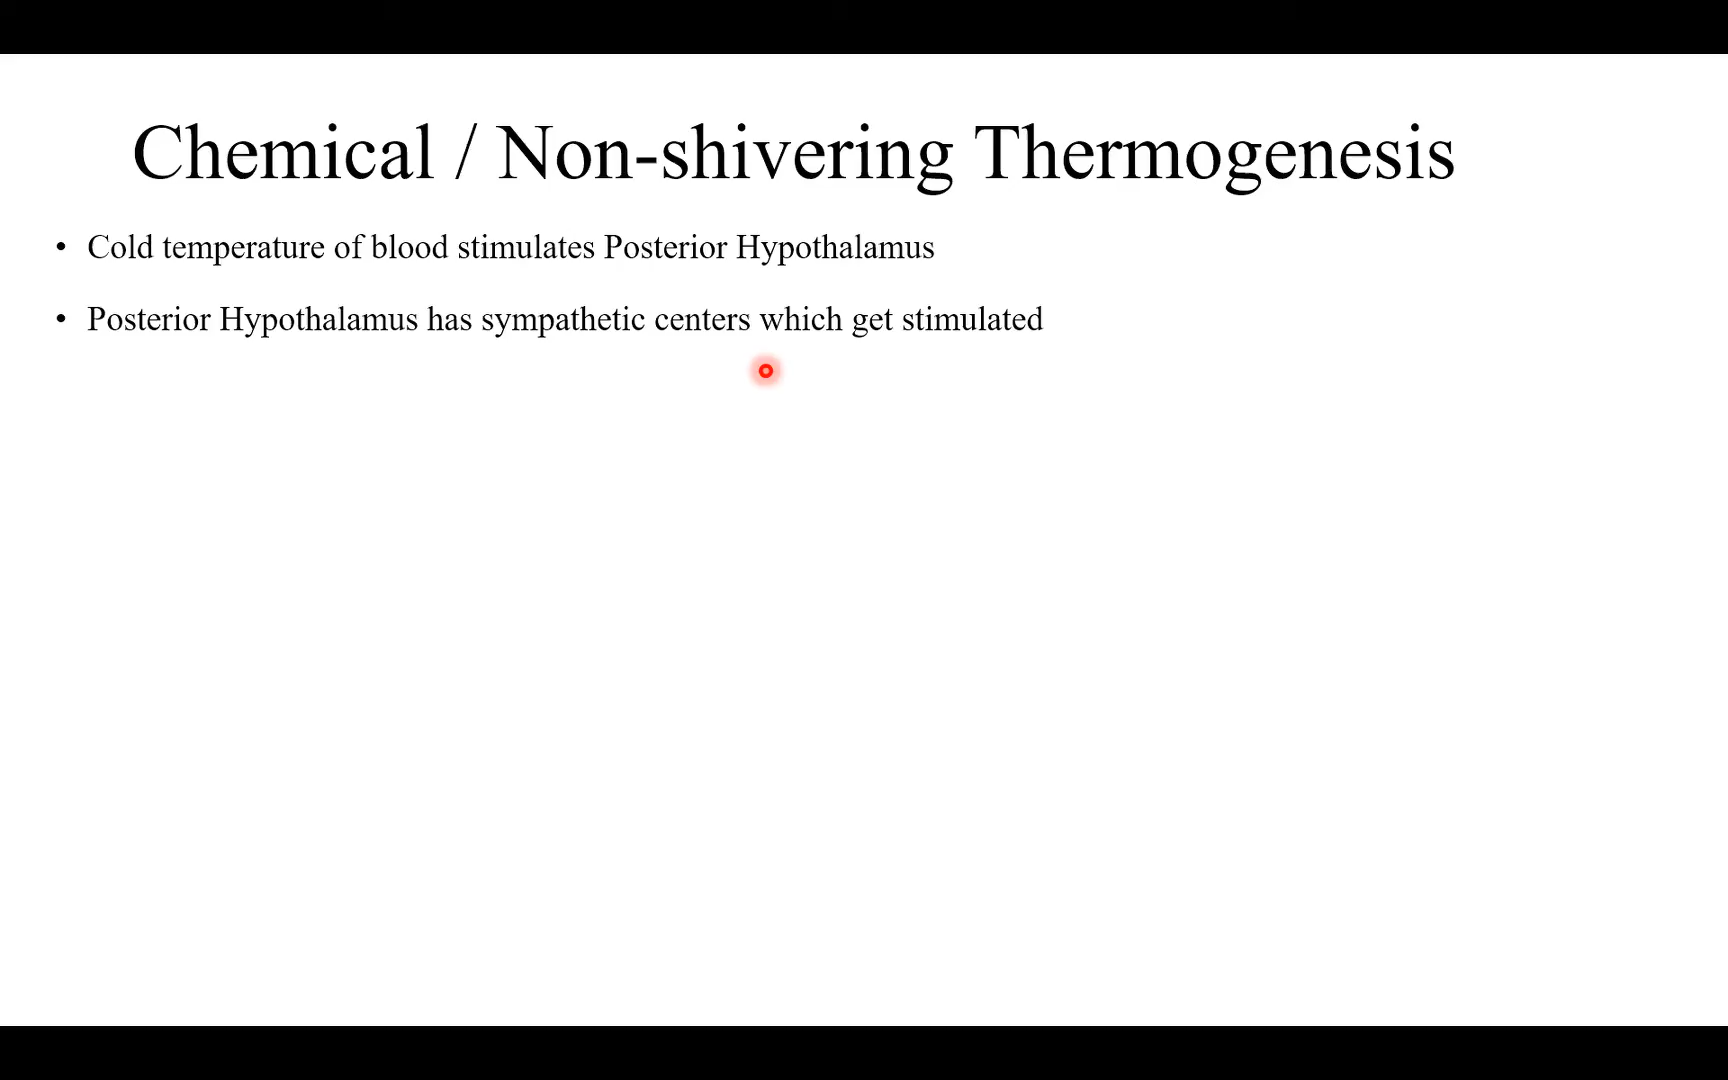 Chemical / Non-shivering Thermogenesis
• Cold temperature of blood stimulates Posterior Hypothalamus
• Posterior Hypothalamus has sympathetic centers which get stimulated